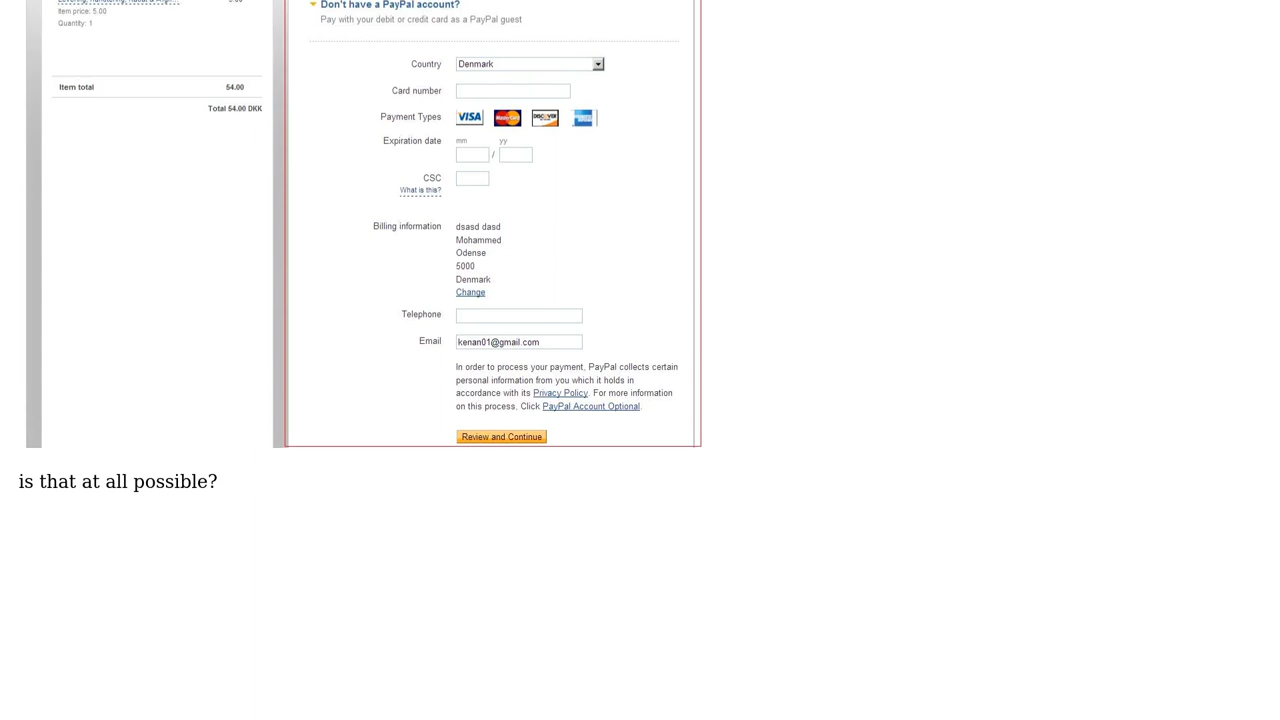 Item price: 5.00
Quantity: 1
Item total 54.00
Total 54.00 DKK
Don't have a PayPal account?
Pay with your debit or credit card as a PayPal guest
Country Denmark
Card number
Payment Types VISA MasterCard DISCOVER
Expiration date mm yy
/
CSC
What is this?
Billing information dsasd dasd
Mohammed
Odense
5000
Denmark
Change
Telephone
Email kenan01@gmail.com
In order to process your payment, PayPal collects certain
personal information from you which it holds in
accordance with its Privacy Policy. For more information
on this process, Click PayPal Account Optional.
Review and Continue
is that at all possible?